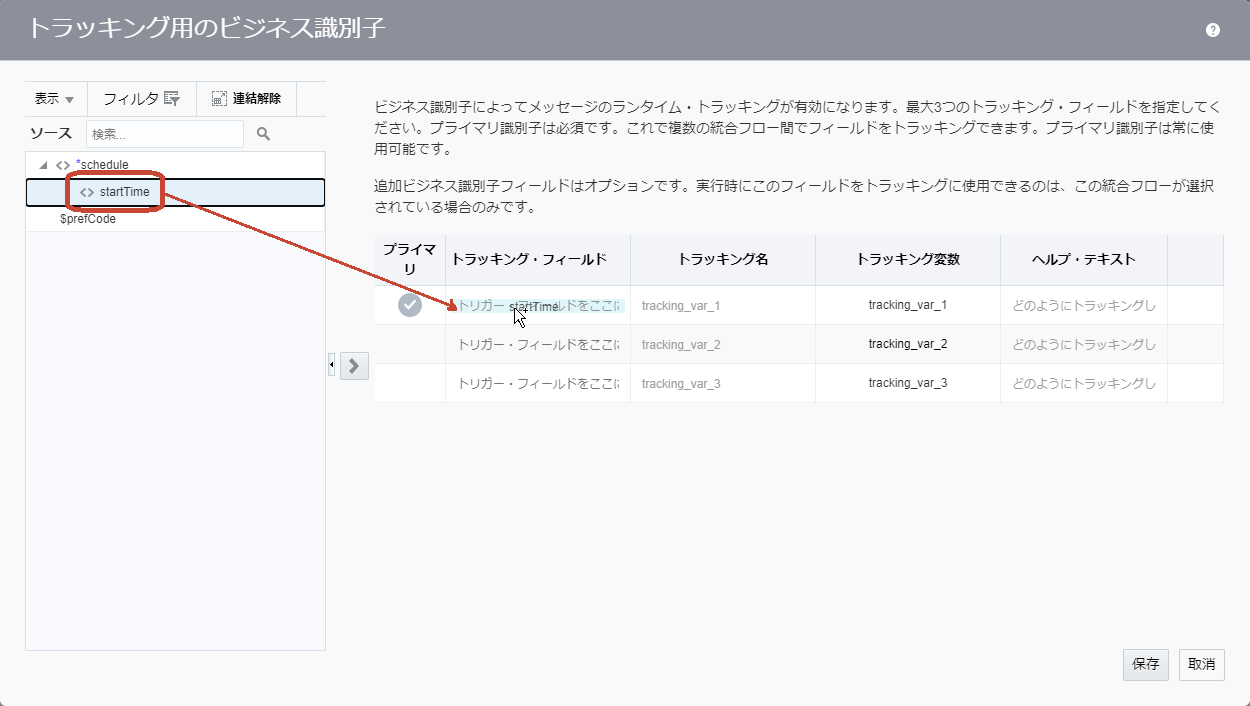 トラッキング用のビジネス識別子
表示
フィルタ
連結解除
ソース
検索...
*schedule
startTime
$prefCode
ビジネス識別子によってメッセージのランタイム・トラッキングが有効になります。最大3つのトラッキング・フィールドを指定してく
ださい。プライマリ識別子は必須です。これで複数の統合フロー間でフィールドをトラッキングできます。プライマリ識別子は常に使
用可能です。
追加ビジネス識別子フィールドはオプションです。実行時にこのフィールドをトラッキングに使用できるのは、この統合フローが選択
されている場合のみです。
プライマ
リ
トラッキング・フィールド
トラッキング名
トラッキング変数
ヘルプ・テキスト
startTime
tracking_var_1
tracking_var_1
どのようにトラッキングし
トリガー・フィールドをここに
tracking_var_2
tracking_var_2
どのようにトラッキングし
トリガー・フィールドをここに
tracking_var_3
tracking_var_3
どのようにトラッキングし
保存
取消